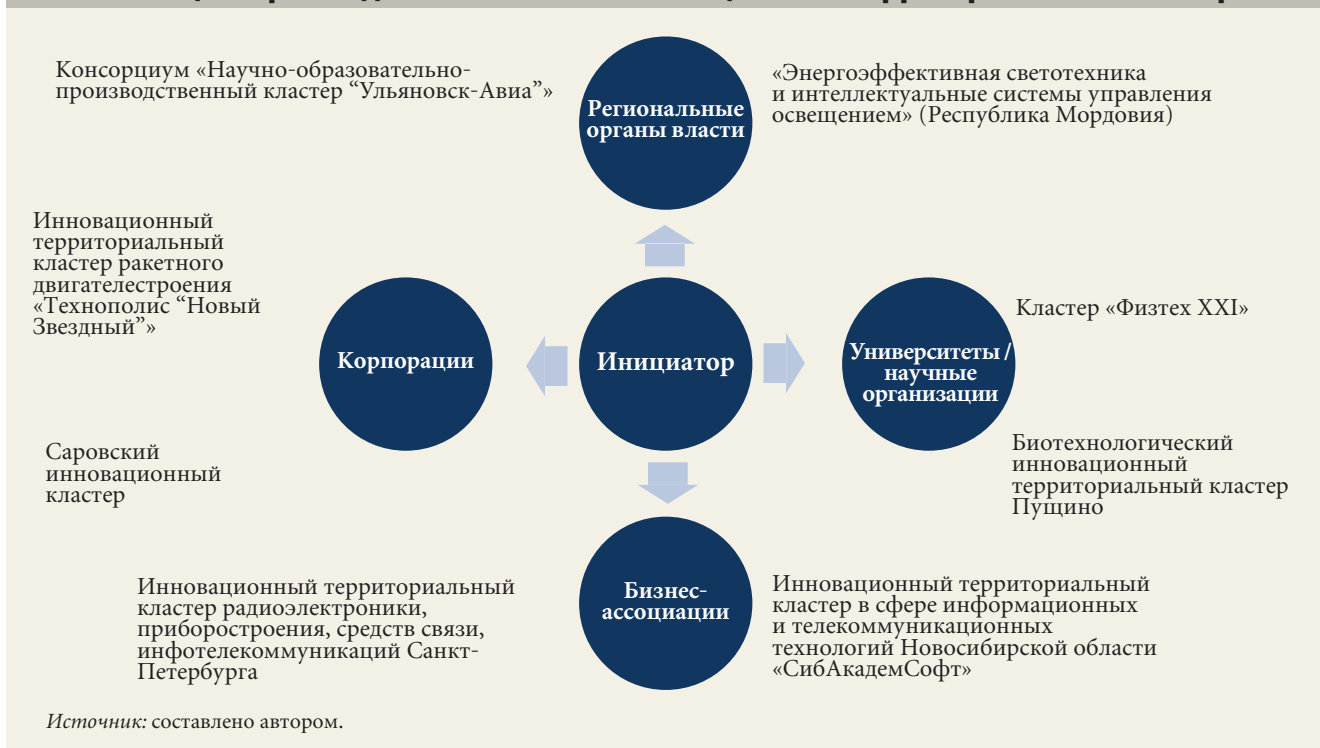 Консорциум «Научно-образовательно-
производственный кластер “Ульяновск-Авиа”»
Региональные
органы власти
«Энергоэффективная светотехника
и интеллектуальные системы управления
освещением» (Республика Мордовия)
Инновационный
территориальный
кластер ракетного
двигателестроения
«Технополис “Новый
Звездный”»
Корпорации
Инициатор
Университеты /
научные
организации
Кластер «Физтех XXI»
Саровский
инновационный
кластер
Биотехнологический
инновационный
территориальный кластер
Пущино
Инновационный территориальный
кластер радиоэлектроники,
приборостроения, средств связи,
инфотелекоммуникаций Санкт-
Петербурга
Бизнес-
ассоциации
Инновационный территориальный
кластер в сфере информационных
и телекоммуникационных
технологий Новосибирской области
«СибАкадемСофт»
Источник: составлено автором.